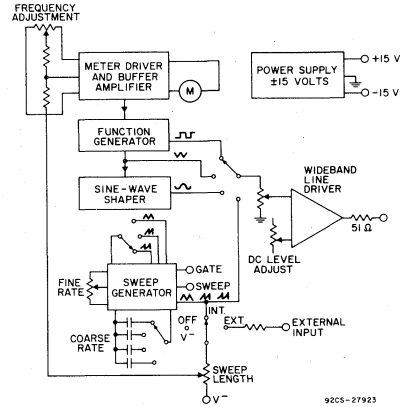 FREQUENCY
ADJUSTMENT
METER DRIVER
AND BUFFER
AMPLIFIER
M
POWER SUPPLY
±15 VOLTS
+15 V
-15 V
FUNCTION
GENERATOR
SINE-WAVE
SHAPER
WIDEBAND
LINE
DRIVER
51 Ω
DC LEVEL
ADJUST
FINE
RATE
SWEEP
GENERATOR
GATE
SWEEP
COARSE
RATE
OFF
V-
INT.
EXT.
EXTERNAL
INPUT
SWEEP
LENGTH
V-
92CS-27923